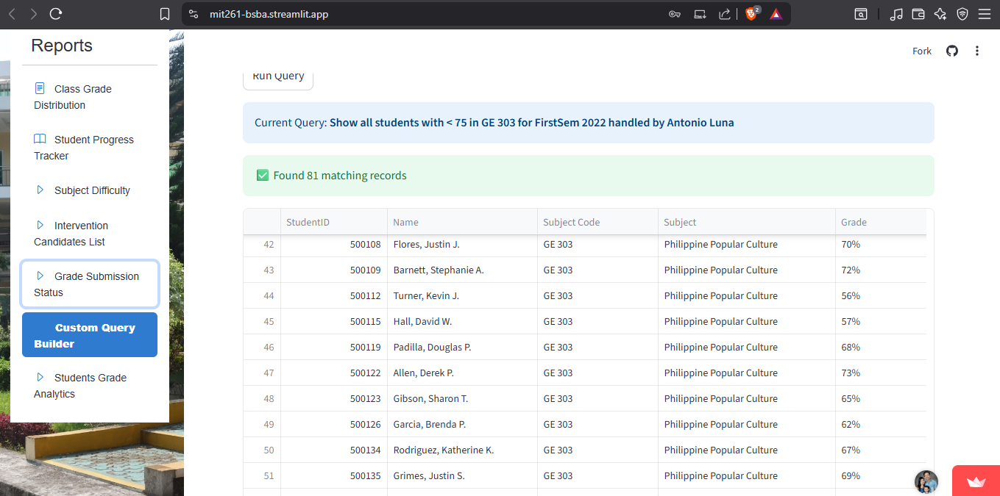 mit261-bsba.streamlit.app
2
Reports
Class Grade
Distribution
Student Progress
Tracker
Subject Difficulty
Intervention
Candidates List
Grade Submission
Status
Custom Query
Builder
Students Grade
Analytics
Fork
Run Query
Current Query: Show all students with < 75 in GE 303 for FirstSem 2022 handled by Antonio Luna
Found 81 matching records
StudentID Name Subject Code Subject Grade
42 500108 Flores, Justin J. GE 303 Philippine Popular Culture 70%
43 500109 Barnett, Stephanie A. GE 303 Philippine Popular Culture 72%
44 500112 Turner, Kevin J. GE 303 Philippine Popular Culture 56%
45 500115 Hall, David W. GE 303 Philippine Popular Culture 57%
46 500119 Padilla, Douglas P. GE 303 Philippine Popular Culture 68%
47 500122 Allen, Derek P. GE 303 Philippine Popular Culture 73%
48 500123 Gibson, Sharon T. GE 303 Philippine Popular Culture 65%
49 500126 Garcia, Brenda P. GE 303 Philippine Popular Culture 62%
50 500134 Rodriguez, Katherine K. GE 303 Philippine Popular Culture 67%
51 500135 Grimes, Justin S. GE 303 Philippine Popular Culture 69%